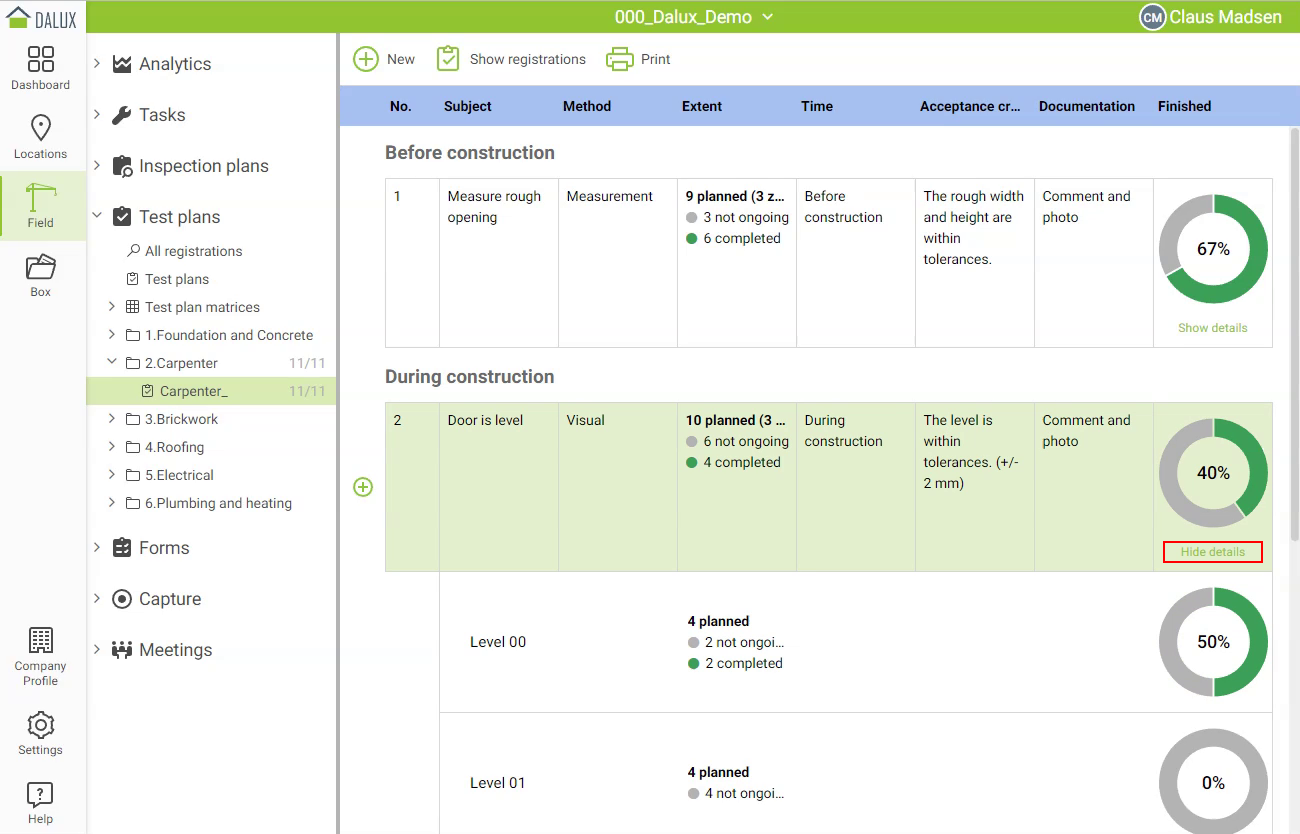 DALUX
000_Dalux_Demo
CM Claus Madsen
Dashboard
Locations
Field
Box
Company
Profile
Settings
Help
Analytics
Tasks
Inspection plans
Test plans
All registrations
Test plans
Test plan matrices
1.Foundation and Concrete
2.Carpenter 11/11
Carpenter_ 11/11
3.Brickwork
4.Roofing
5.Electrical
6.Plumbing and heating
Forms
Capture
Meetings
New Show registrations Print
No. Subject Method Extent Time Acceptance cr... Documentation Finished
Before construction
1
Measure rough
opening
Measurement
9 planned (3 z...
3 not ongoing
6 completed
Before
construction
The rough width
and height are
within
tolerances.
Comment and
photo
67%
Show details
During construction
2
Door is level
Visual
10 planned (3 ...
6 not ongoing
4 completed
During
construction
The level is
within
tolerances. (+/-
2 mm)
Comment and
photo
40%
Hide details
Level 00
4 planned
2 not ongoi...
2 completed
50%
Level 01
4 planned
4 not ongoi...
0%